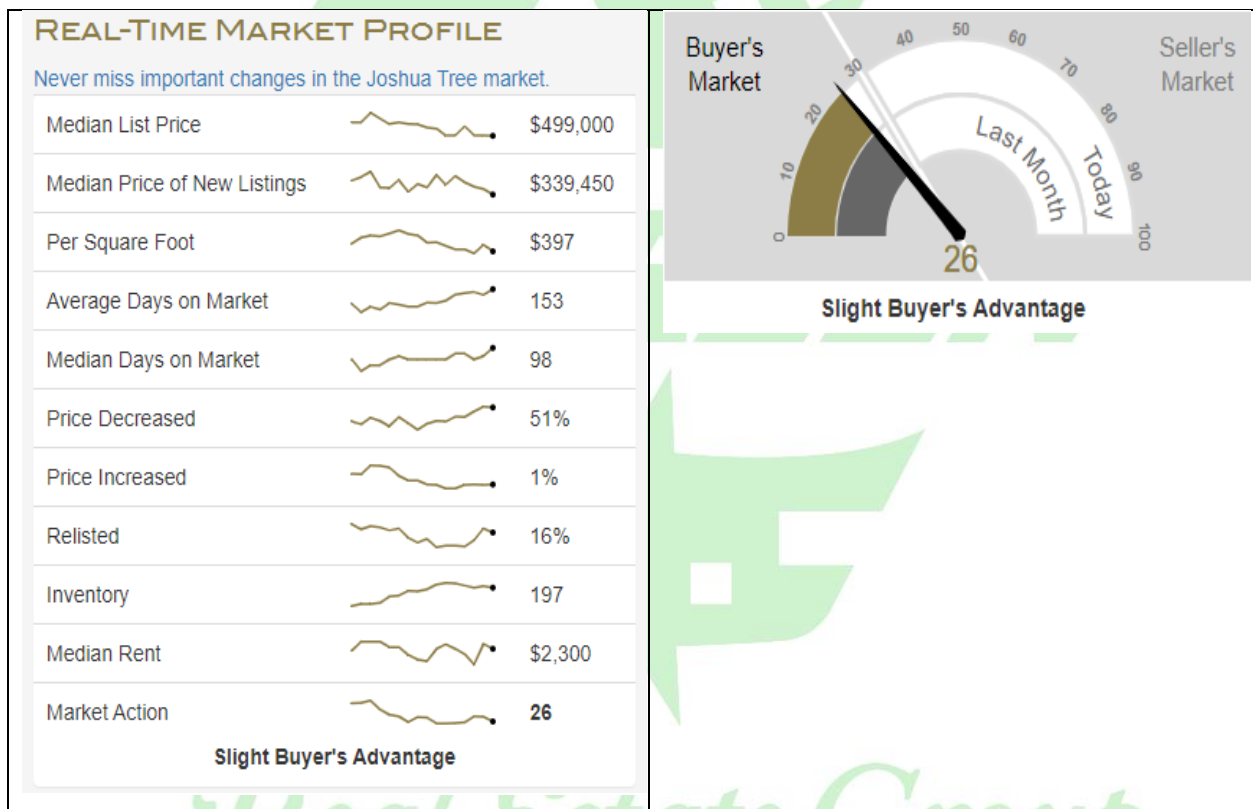 REAL-TIME MARKET PROFILE
Never miss important changes in the Joshua Tree market.
Median List Price $499,000
Median Price of New Listings $339,450
Per Square Foot $397
Average Days on Market 153
Median Days on Market 98
Price Decreased 51%
Price Increased 1%
Relisted 16%
Inventory 197
Median Rent $2,300
Market Action 26
Slight Buyer's Advantage
Buyer's
Market
Seller's
Market
0
10
20
30
40
50
60
70
80
90
100
Last Month
Today
26
Slight Buyer's Advantage
Real Estate Group